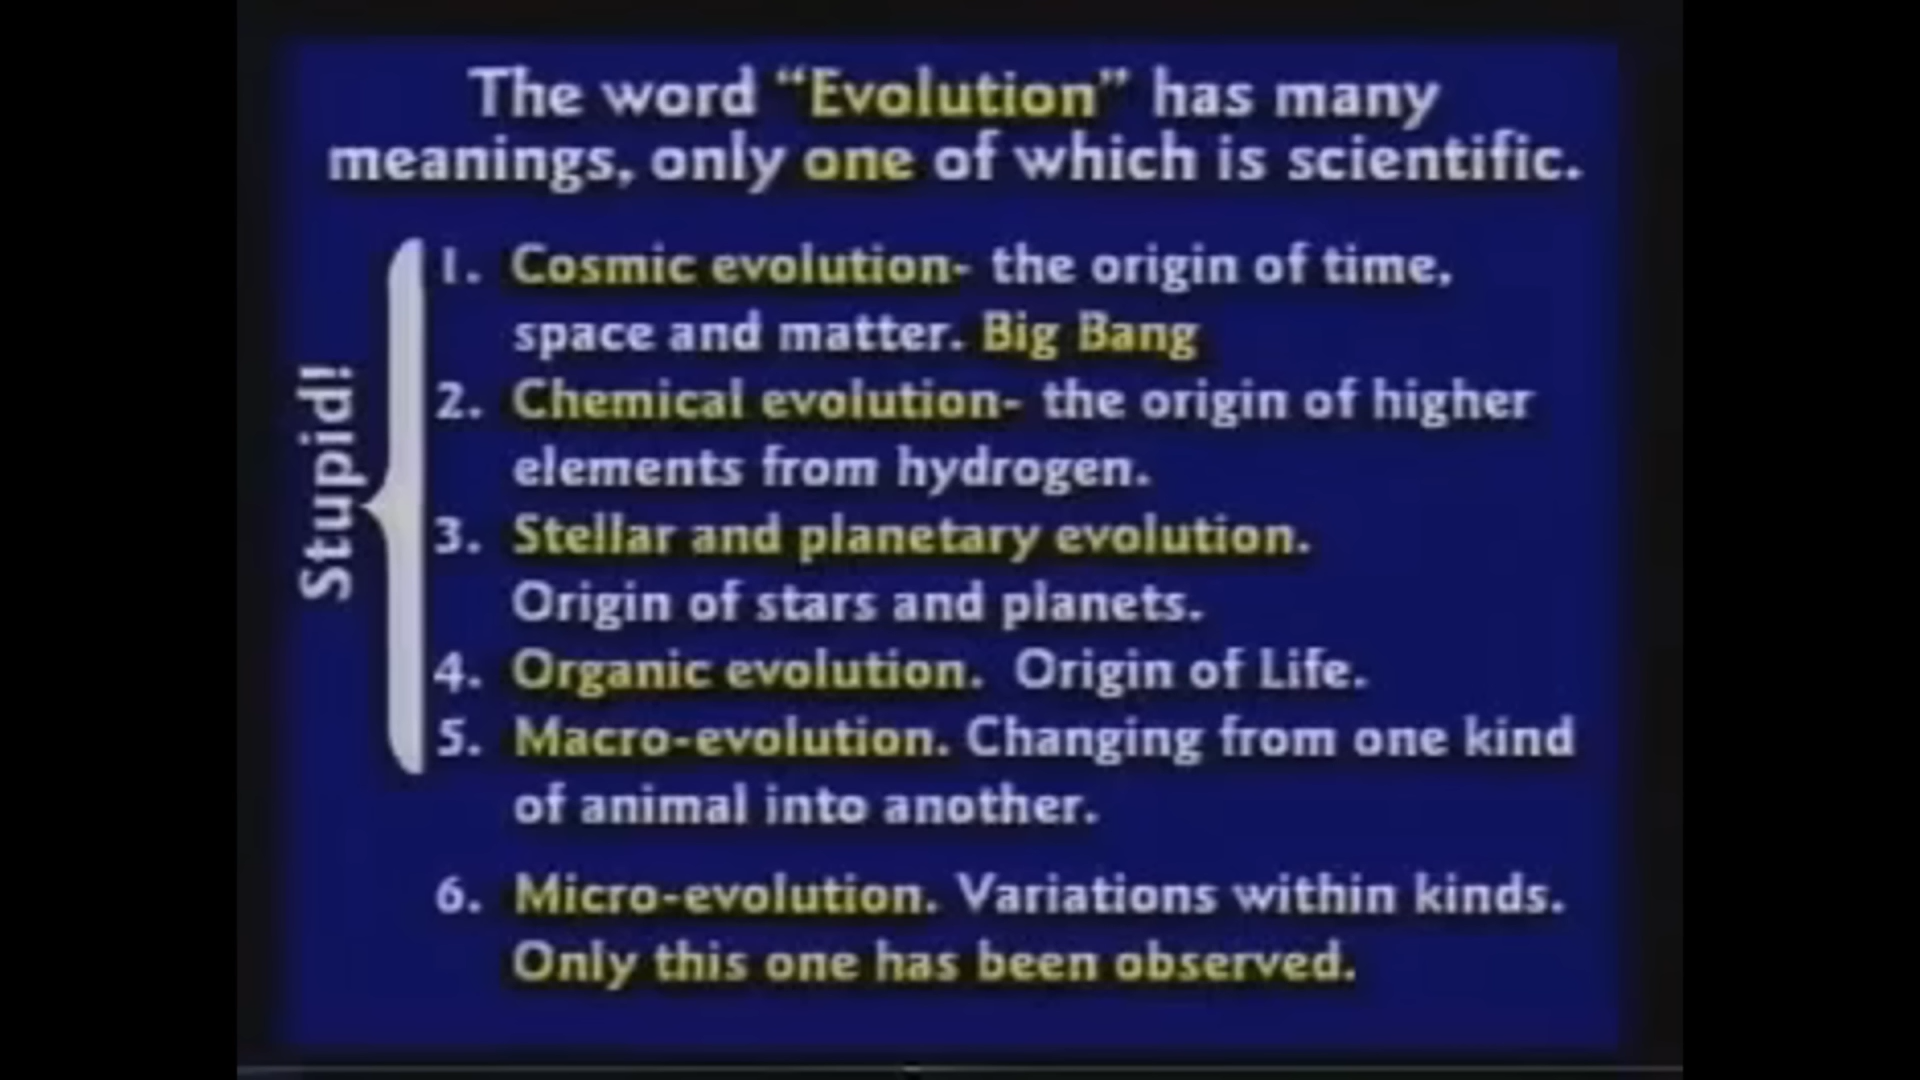 The word “Evolution” has many
meanings, only one of which is scientific.
Stupid!
1. Cosmic evolution- the origin of time,
space and matter. Big Bang
2. Chemical evolution- the origin of higher
elements from hydrogen.
3. Stellar and planetary evolution.
Origin of stars and planets.
4. Organic evolution. Origin of Life.
5. Macro-evolution. Changing from one kind
of animal into another.
6. Micro-evolution. Variations within kinds.
Only this one has been observed.